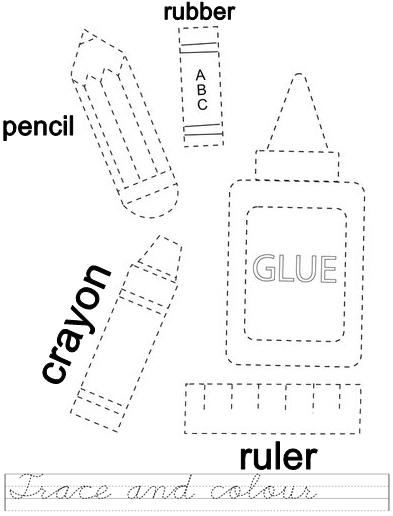 rubber
A
B
C
pencil
GLUE
crayon
ruler
Trace and colour